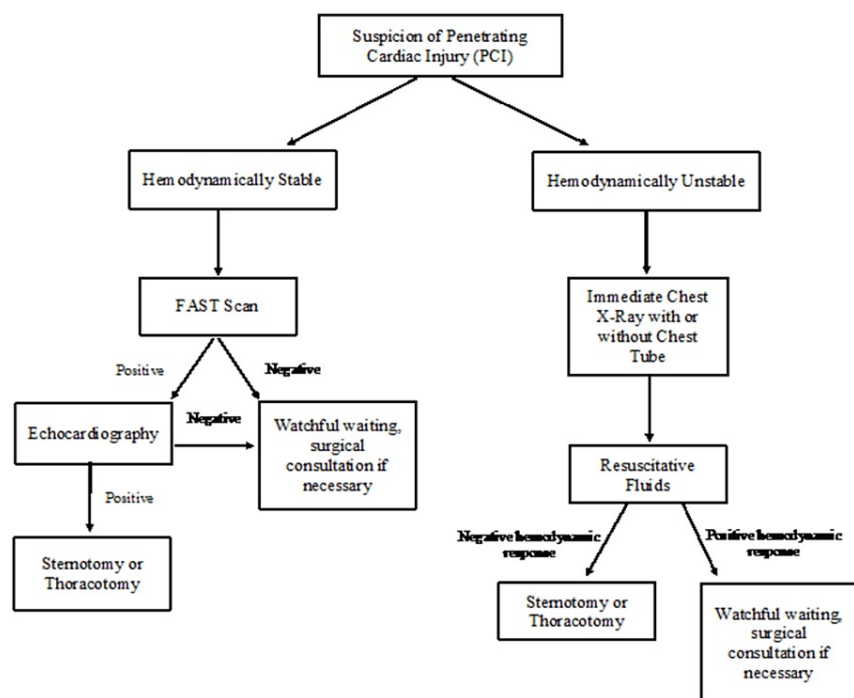 Suspicion of Penetrating
Cardiac Injury (PCI)
Hemodynamically Stable
Hemodynamically Unstable
FAST Scan
Immediate Chest
X-Ray with or
without Chest
Tube
Positive
Negative
Echocardiography
Negative
Watchful waiting,
surgical
consultation if
necessary
Resuscitative
Fluids
Positive
Negative hemodynamic
response
Positive hemodynamic
response
Sternotomy or
Thoracotomy
Sternotomy or
Thoracotomy
Watchful waiting,
surgical
consultation if
necessary